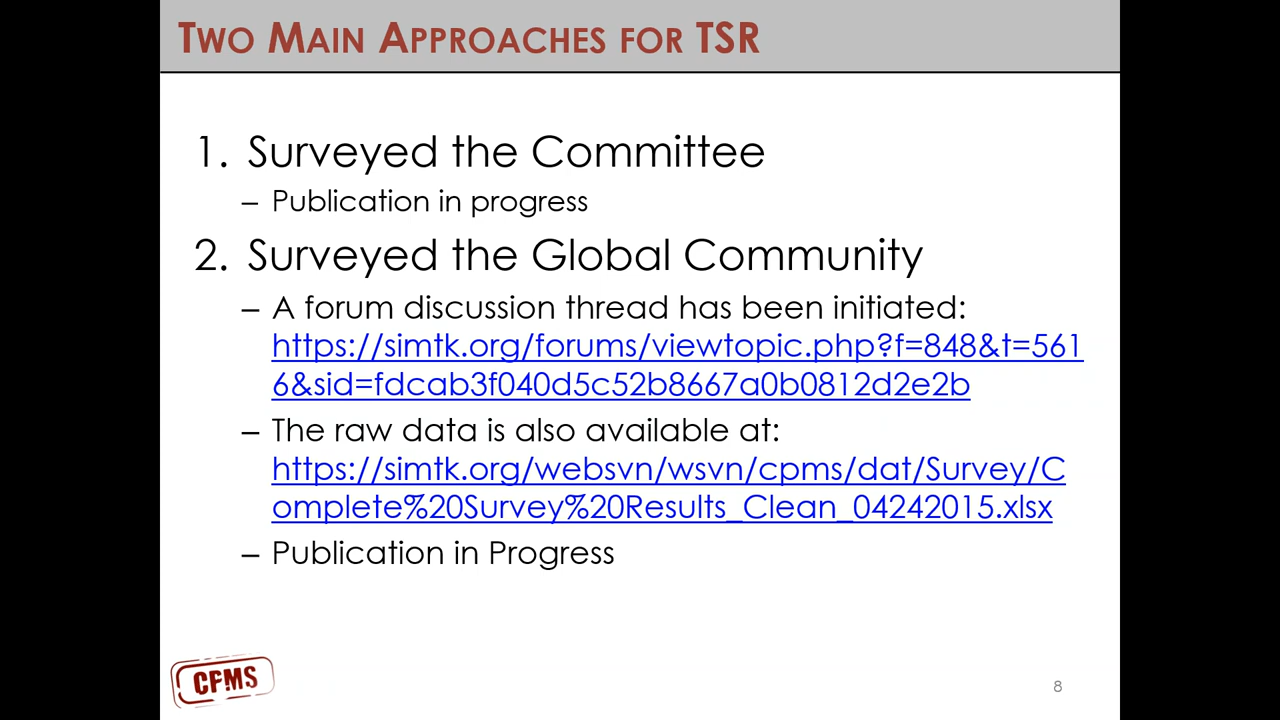 TWO MAIN APPROACHES FOR TSR
1. Surveyed the Committee
– Publication in progress
2. Surveyed the Global Community
– A forum discussion thread has been initiated:
https://simtk.org/forums/viewtopic.php?f=848&t=561
6&sid=fdcab3f040d5c52b8667a0b0812d2e2b
– The raw data is also available at:
https://simtk.org/websvn/wsvn/cpms/dat/Survey/C
omplete%20Survey%20Results_Clean_04242015.xlsx
– Publication in Progress
CPMS
8